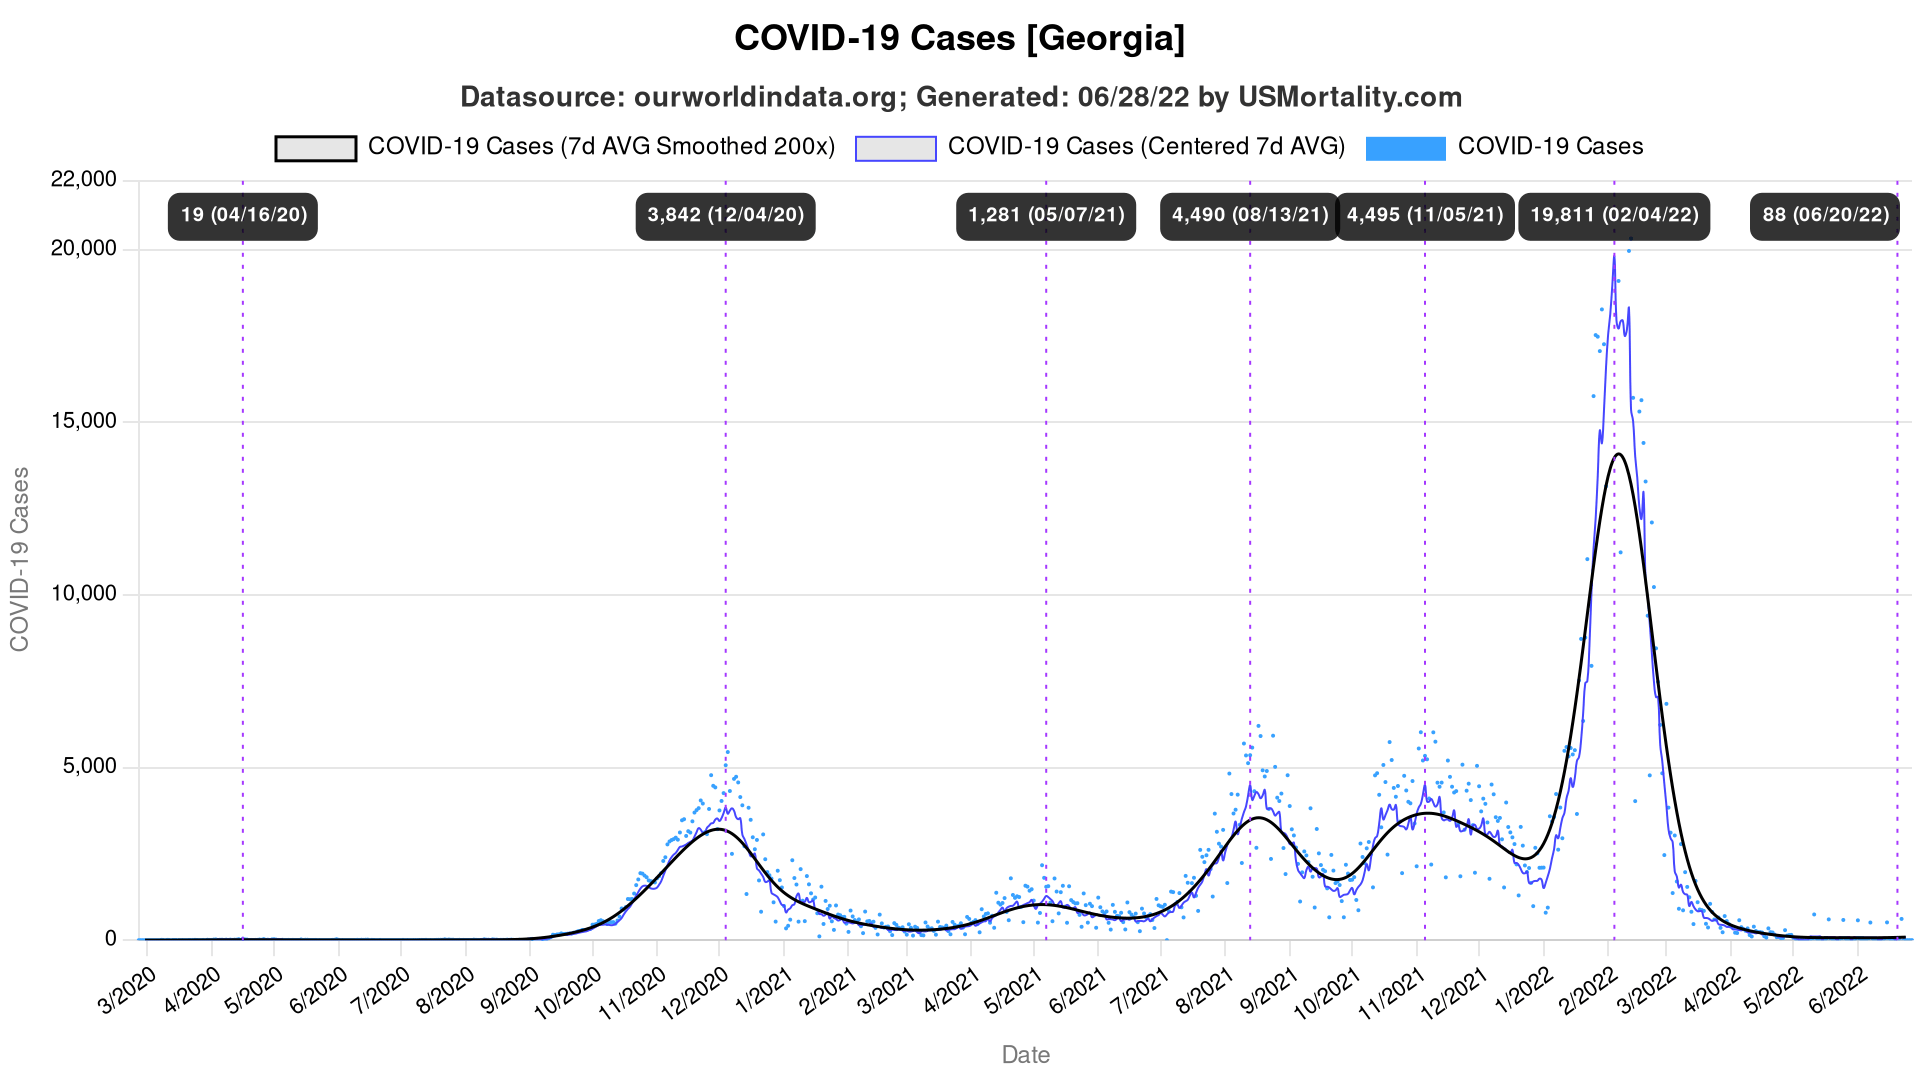 COVID-19 Cases [Georgia]
Datasource: ourworldindata.org; Generated: 06/28/22 by USMortality.com
COVID-19 Cases (7d AVG Smoothed 200x) COVID-19 Cases (Centered 7d AVG) COVID-19 Cases
22,000
19 (04/16/20) 3,842 (12/04/20) 1,281 (05/07/21) 4,490 (08/13/21) 4,495 (11/05/21) 19,811 (02/04/22) 88 (06/20/22)
20,000
15,000
10,000
5,000
0
COVID-19 Cases
3/2020 4/2020 5/2020 6/2020 7/2020 8/2020 9/2020 10/2020 11/2020 12/2020 1/2021 2/2021 3/2021 4/2021 5/2021 6/2021 7/2021 8/2021 9/2021 10/2021 11/2021 12/2021 1/2022 2/2022 3/2022 4/2022 5/2022 6/2022
Date